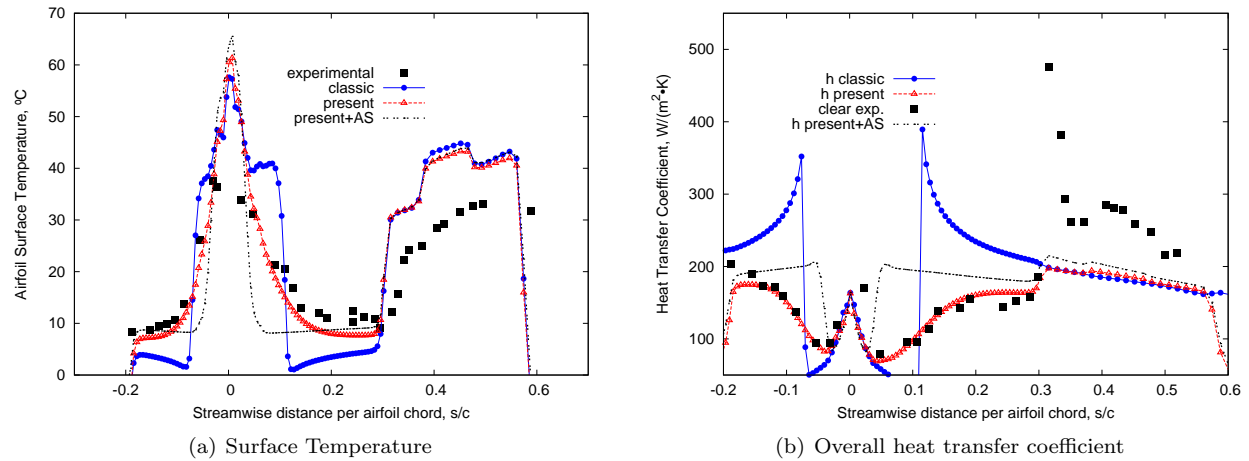 70
60
50
40
30
20
10
0
-0.2
0
0.2
0.4
0.6
Airfoil Surface Temperature, ºC
Streamwise distance per airfoil chord, s/c
experimental
classic
present
present+AS
(a) Surface Temperature
500
400
300
200
100
-0.2
-0.1
0
0.1
0.2
0.3
0.4
0.5
0.6
Heat Transfer Coefficient, W/(m²•K)
Streamwise distance per airfoil chord, s/c
h classic
h present
clear exp.
h present+AS
(b) Overall heat transfer coefficient